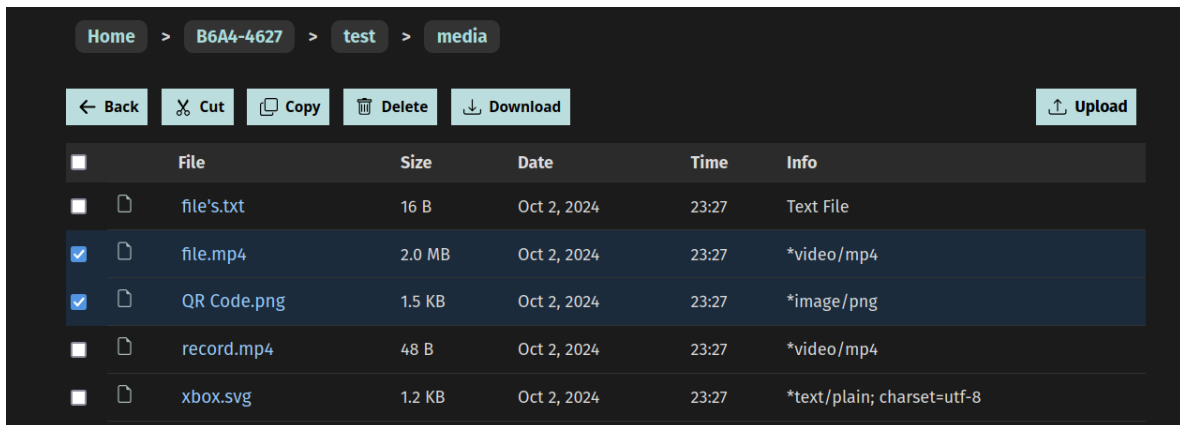 Home > B6A4-4627 > test > media
Back Cut Copy Delete Download Upload
File Size Date Time Info
file's.txt 16 B Oct 2, 2024 23:27 Text File
file.mp4 2.0 MB Oct 2, 2024 23:27 *video/mp4
QR Code.png 1.5 KB Oct 2, 2024 23:27 *image/png
record.mp4 48 B Oct 2, 2024 23:27 *video/mp4
xbox.svg 1.2 KB Oct 2, 2024 23:27 *text/plain; charset=utf-8